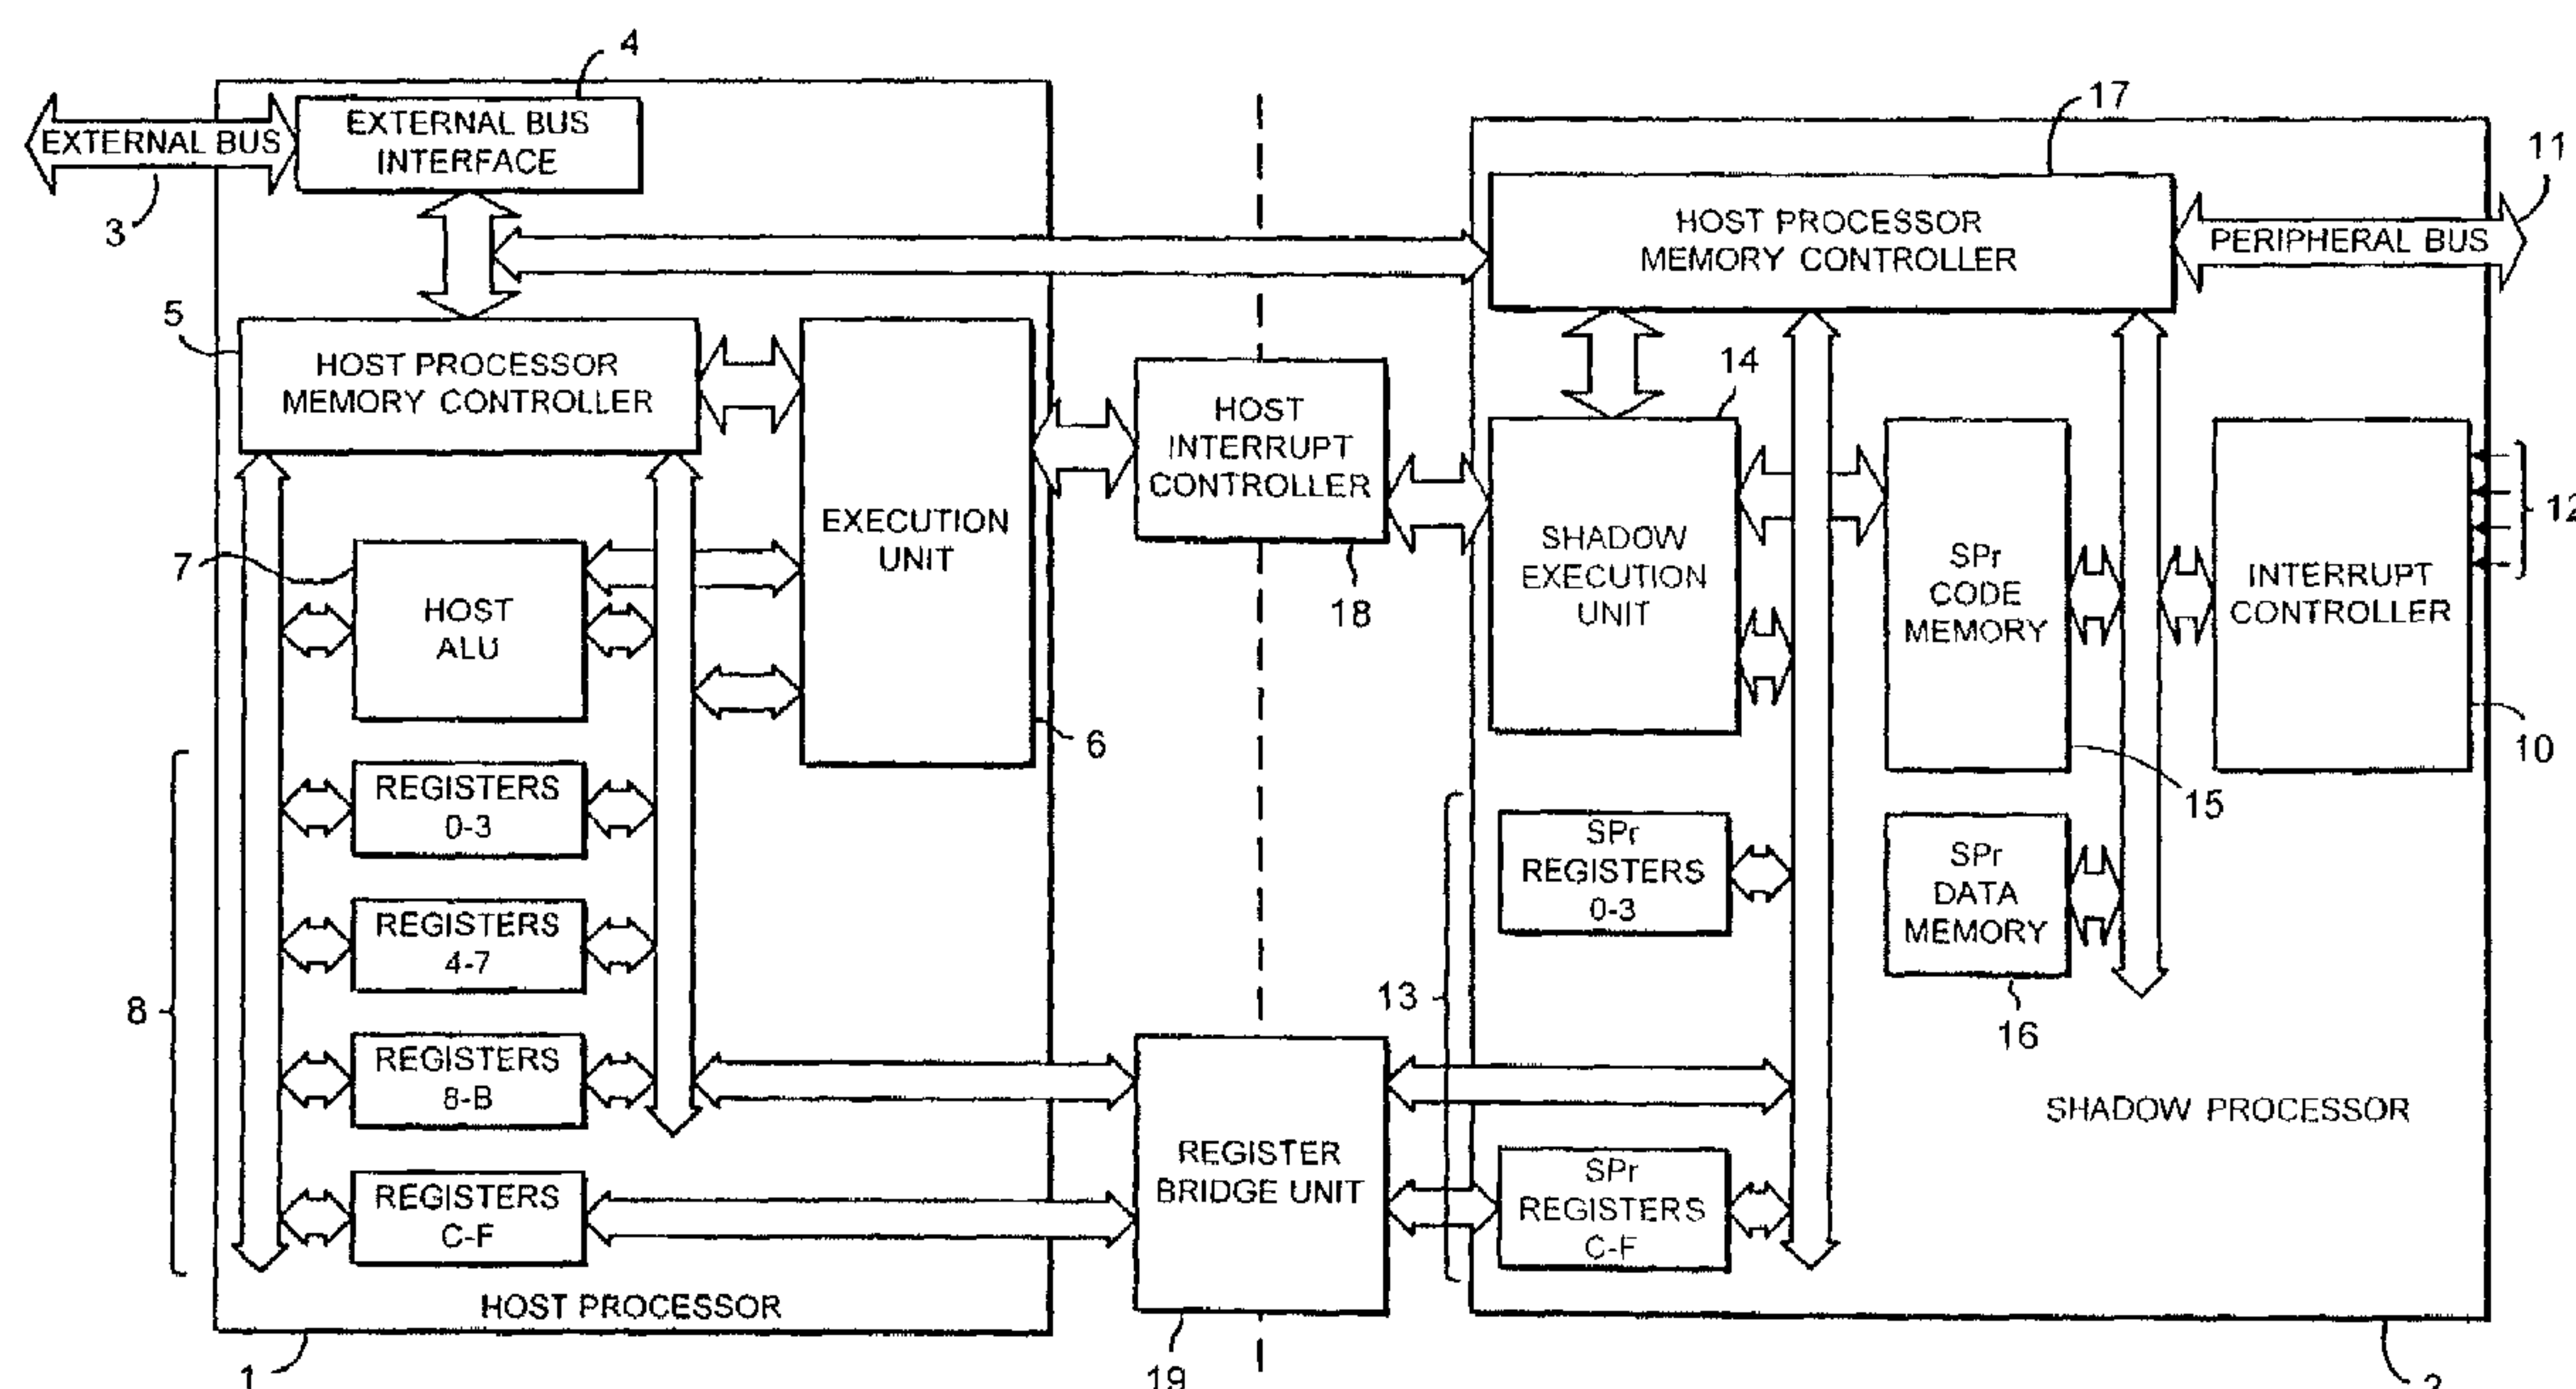 4
EXTERNAL BUS
3
EXTERNAL BUS
INTERFACE
5
HOST PROCESSOR
MEMORY CONTROLLER
EXECUTION
UNIT
6
7
HOST
ALU
8
REGISTERS
0-3
REGISTERS
4-7
REGISTERS
8-B
REGISTERS
C-F
HOST PROCESSOR
1
HOST
INTERRUPT
CONTROLLER
18
REGISTER
BRIDGE UNIT
19
17
HOST PROCESSOR
MEMORY CONTROLLER
11
PERIPHERAL BUS
14
SHADOW
EXECUTION
UNIT
SPr
CODE
MEMORY
15
INTERRUPT
CONTROLLER
12
10
13
SPr
REGISTERS
0-3
SPr
DATA
MEMORY
16
SPr
REGISTERS
C-F
SHADOW PROCESSOR
2